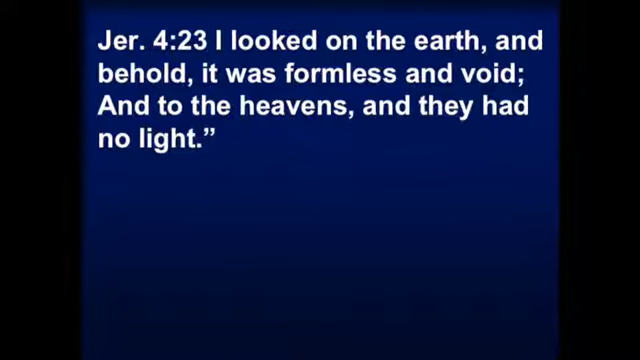 Jer. 4:23 I looked on the earth, and
behold, it was formless and void;
And to the heavens, and they had
no light.”